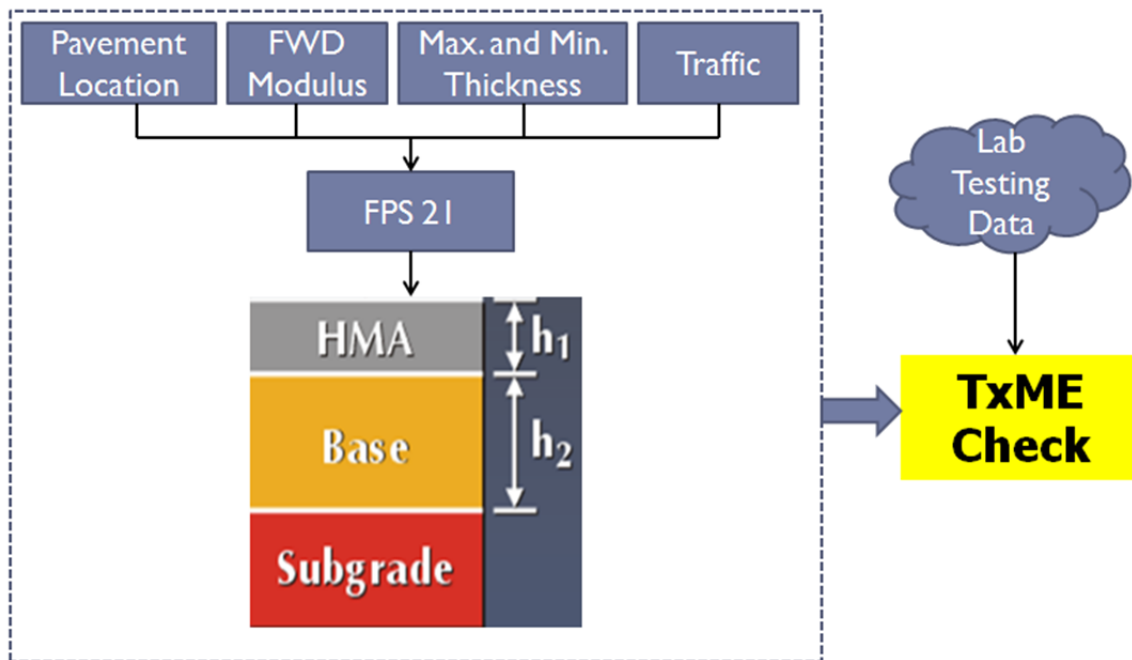 Pavement
Location
FWD
Modulus
Max. and Min.
Thickness
Traffic
FPS 21
Lab
Testing
Data
HMA
h₁
Base
h₂
Subgrade
TxME
Check